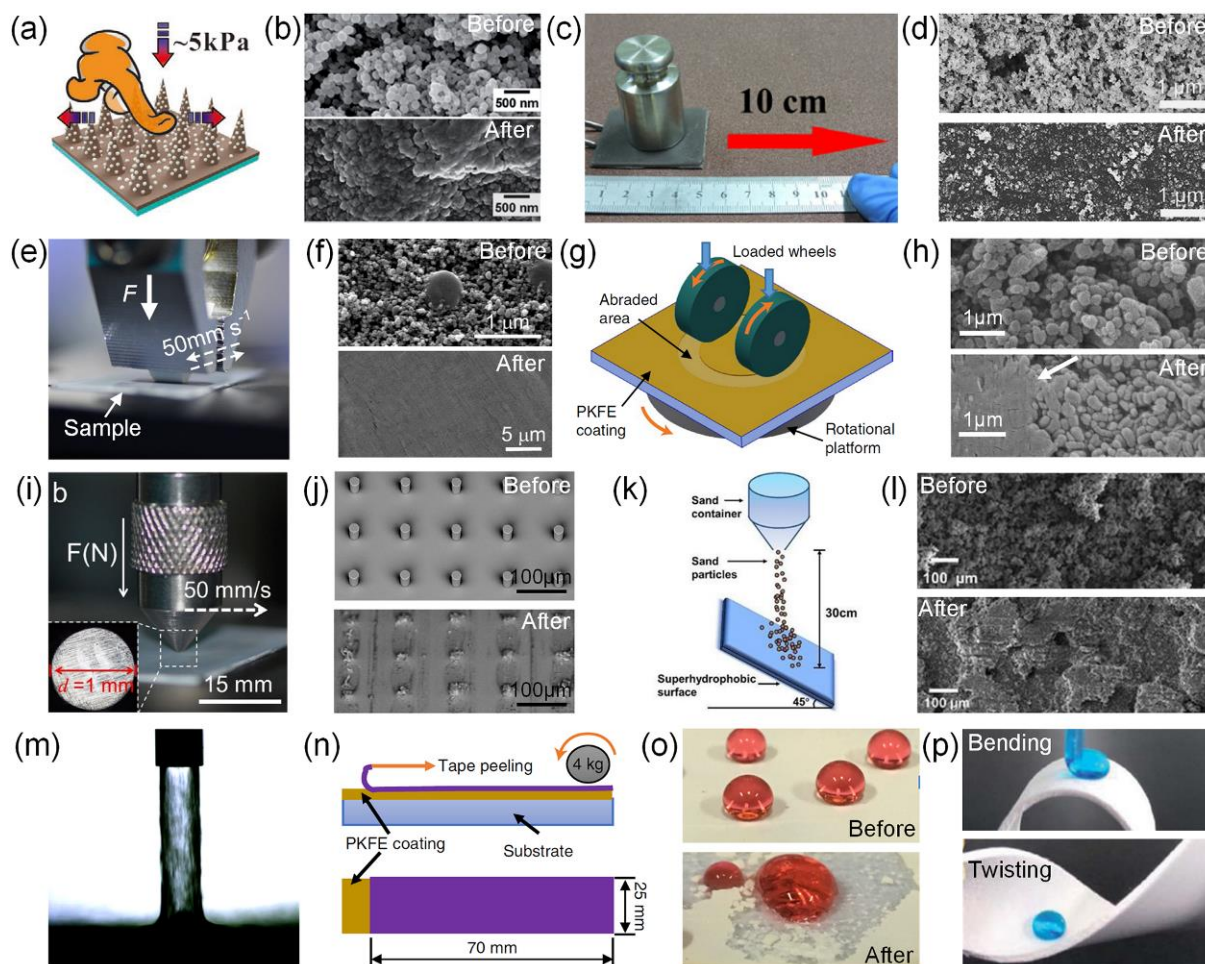 (a)
~5kPa
(b)
Before
500 nm
After
500 nm
(c)
10 cm
1 2 3 4 5 6 7 8 9 10
(d)
Before
1 µm
After
1 µm
(e)
F
50mm s-1
Sample
(f)
Before
1 µm
After
5 µm
(g)
Loaded wheels
Abraded
area
PKFE
coating
Rotational
platform
(h)
Before
1µm
After
1µm
(i)
b
F(N)
50 mm/s
d=1 mm
15 mm
(j)
Before
100µm
After
100µm
(k)
Sand
container
Sand
particles
30cm
Superhydrophobic
surface
45°
(l)
Before
100 µm
After
100 µm
(m)
(n)
4 kg
Tape peeling
PKFE coating
Substrate
25 mm
70 mm
(o)
Before
After
(p)
Bending
Twisting